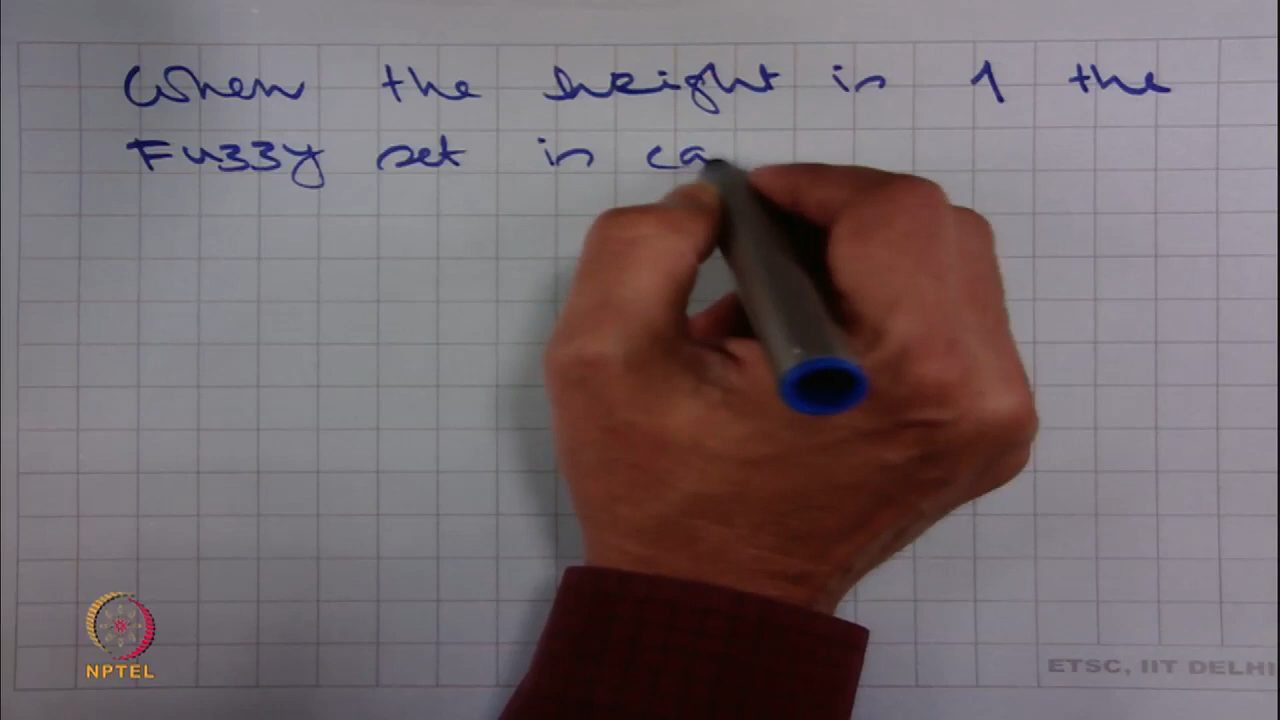 When the height is 1 the
Fuzzy set is ca
NPTEL
ETSC, IIT DELHI